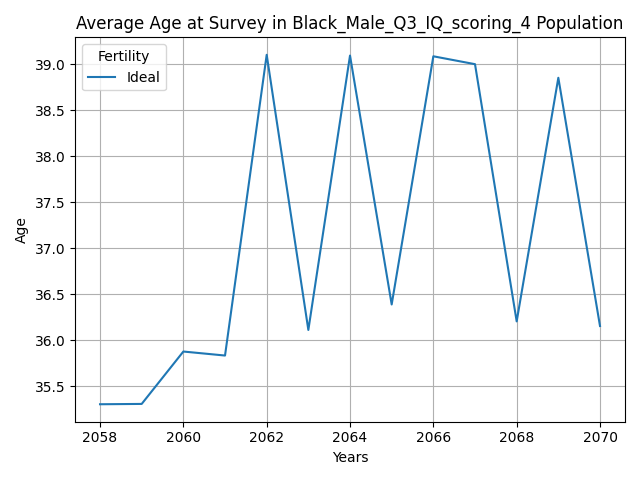 Average Age at Survey in Black_Male_Q3_IQ_scoring_4 Population
Fertility
Ideal
Age
39.0
38.5
38.0
37.5
37.0
36.5
36.0
35.5
2058 2060 2062 2064 2066 2068 2070
Years